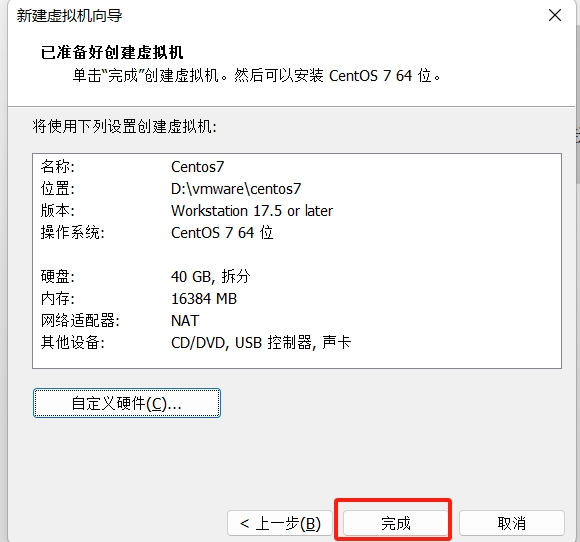 新建虚拟机向导
已准备好创建虚拟机
单击“完成”创建虚拟机。然后可以安装 CentOS 7 64 位。
将使用下列设置创建虚拟机:
名称: Centos7
位置: D:\vmware\centos7
版本: Workstation 17.5 or later
操作系统: CentOS 7 64 位
硬盘: 40 GB, 拆分
内存: 16384 MB
网络适配器: NAT
其他设备: CD/DVD, USB 控制器, 声卡
自定义硬件(C)...
< 上一步(B) 完成 取消